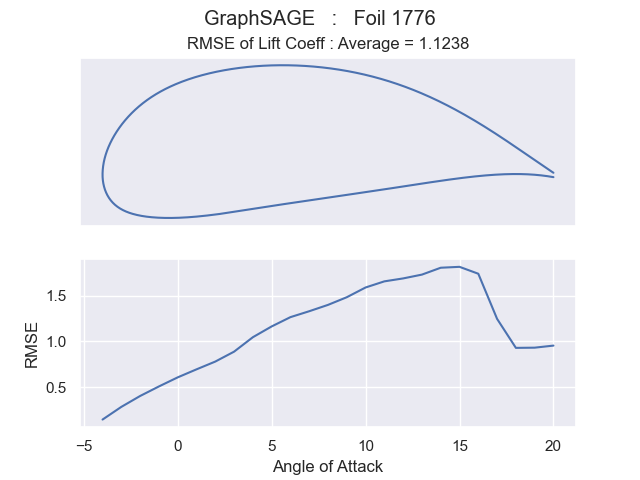 GraphSAGE : Foil 1776
RMSE of Lift Coeff : Average = 1.1238
1.5
1.0
0.5
RMSE
−5 0 5 10 15 20
Angle of Attack